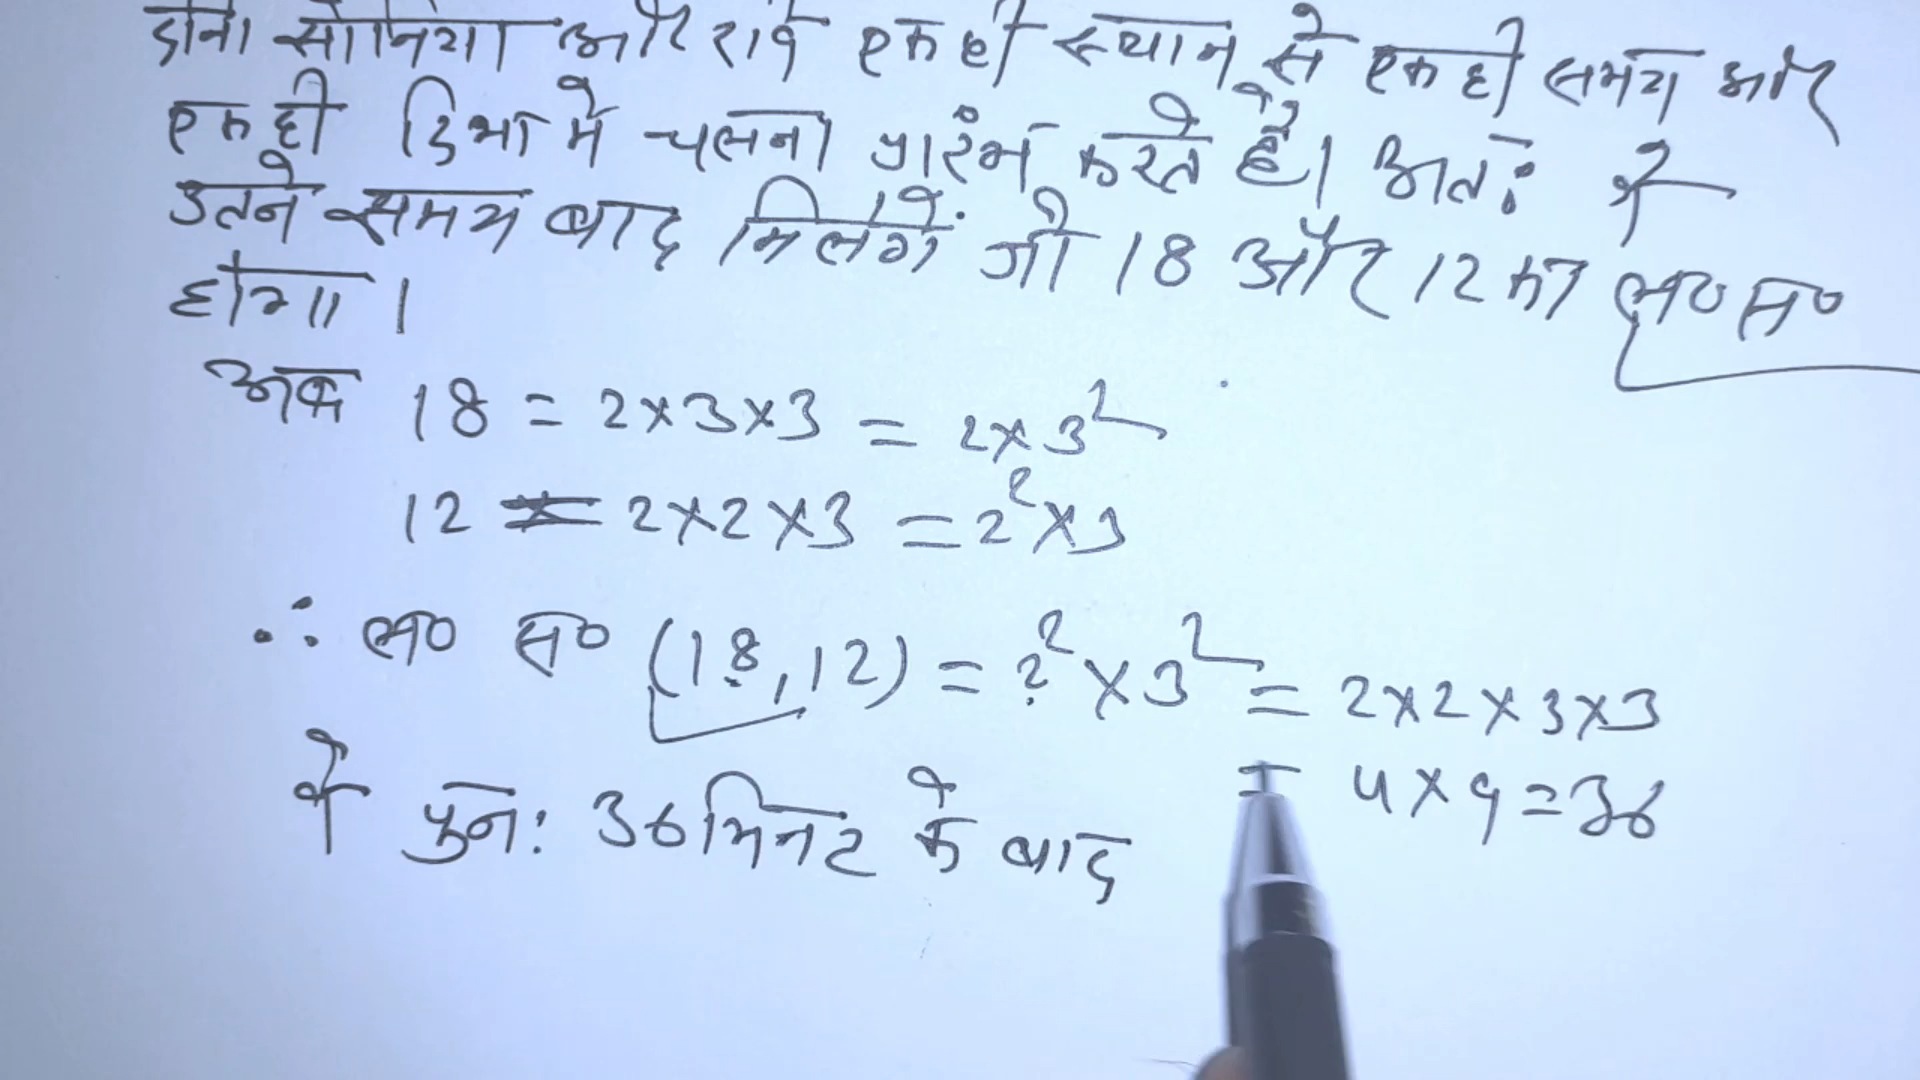 दोनों सोनिया और रवि एक ही स्थान से एक ही समय और
एक ही दिशा में चलना प्रारंभ करते हैं। अतः वे
उतने समय बाद मिलेंगे जो 18 और 12 का ल० स०
होगा।
अब 18 = 2×3×3 = 2×3²
12 = 2×2×3 = 2²×3
∴ ल० स० (18,12) = 2²×3² = 2×2×3×3
= 4×9=36
वे पुनः 36 मिनट के बाद